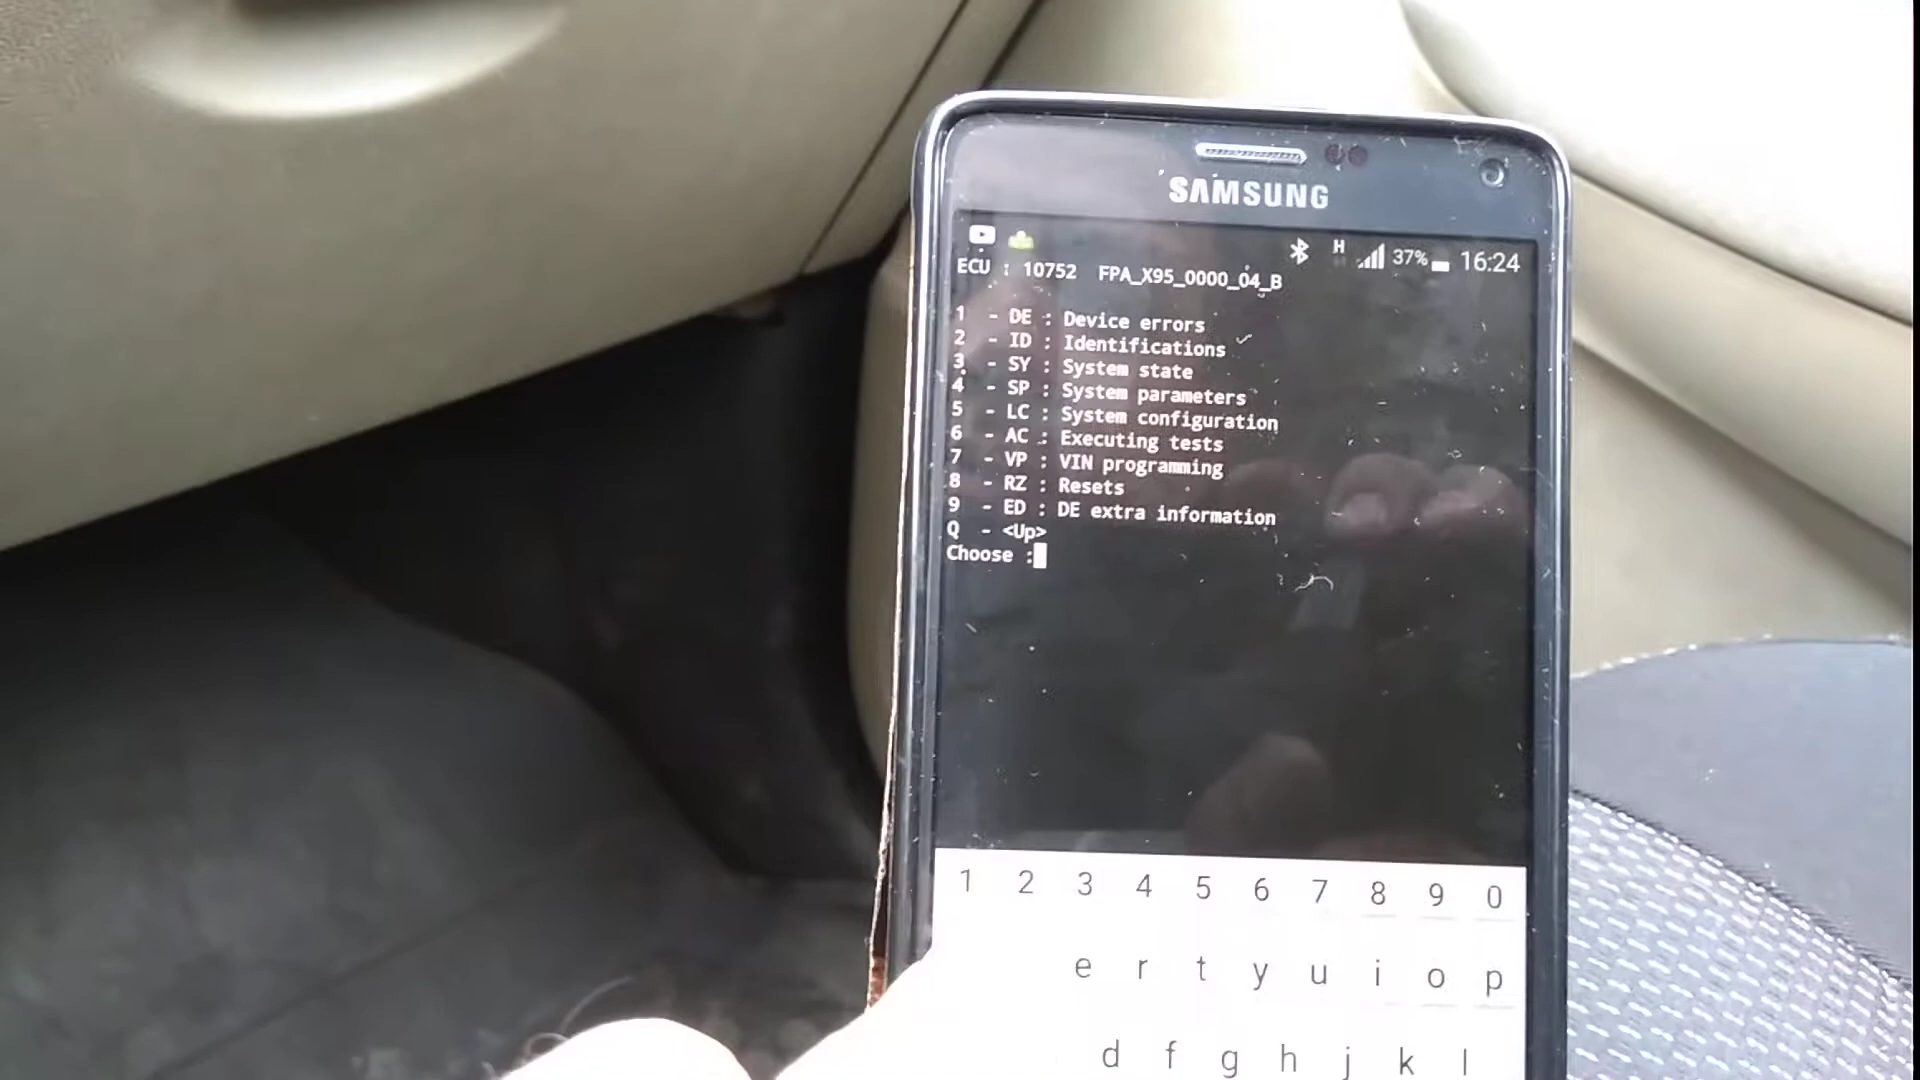 SAMSUNG
H 37% 16:24
ECU : 10752 FPA_X95_0000_04_B
1 - DE : Device errors
2 - ID : Identifications
3 - SY : System state
4 - SP : System parameters
5 - LC : System configuration
6 - AC : Executing tests
7 - VP : VIN programming
8 - RZ : Resets
9 - ED : DE extra information
Q - <Up>
Choose :
1 2 3 4 5 6 7 8 9 0
e r t y u i o p
d f g h j k l